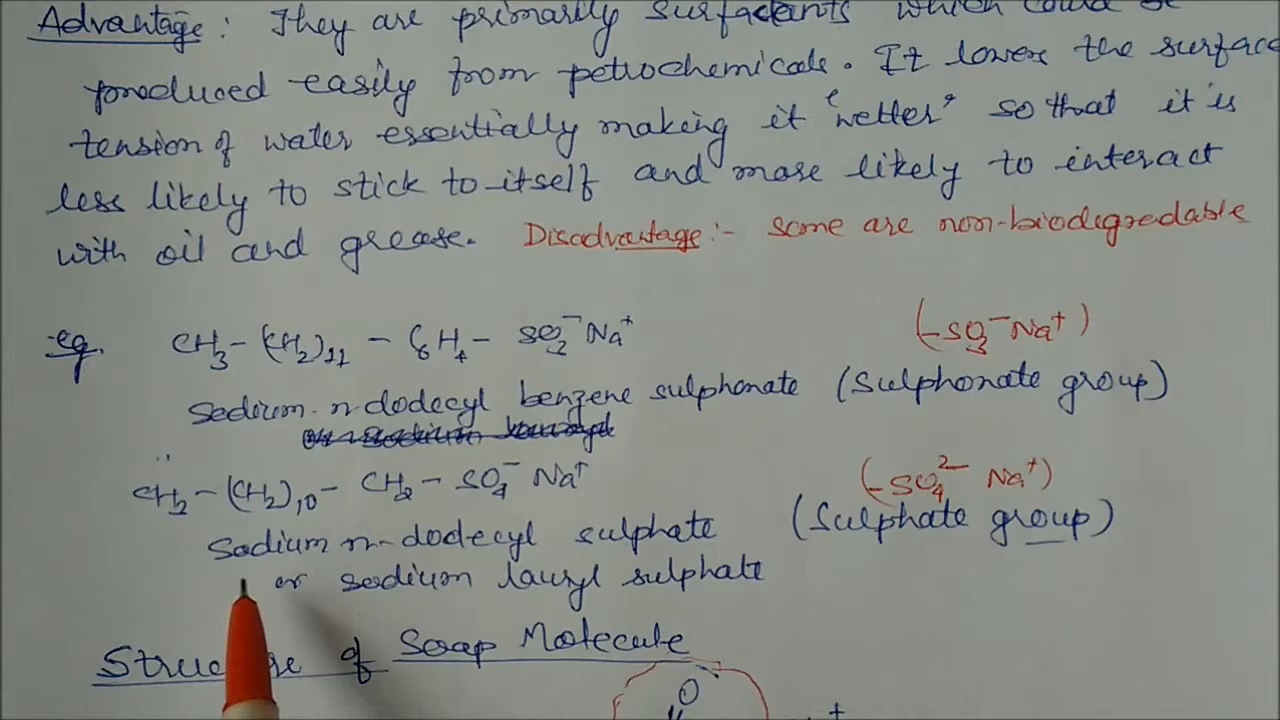 Advantage: They are primarily surfactants which could be
produced easily from petrochemicals. It lowers the surface
tension of water essentially making it "wetter" so that it is
less likely to stick to itself and more likely to interact
with oil and grease. Disadvantage:- some are non-biodegredable
eg. CH3-(CH2)11 - C6H4 - SO3⁻Na⁺ (-SO3⁻Na⁺)
Sodium n-dodecyl benzene sulphonate (Sulphonate group)
CH2-(CH2)10- CH2-SO4⁻ Na⁺ (-SO4²⁻ Na⁺)
Sodium n-dodecyl sulphate (Sulphate group)
or sodium lauryl sulphate
of Soap Molecule
O
+